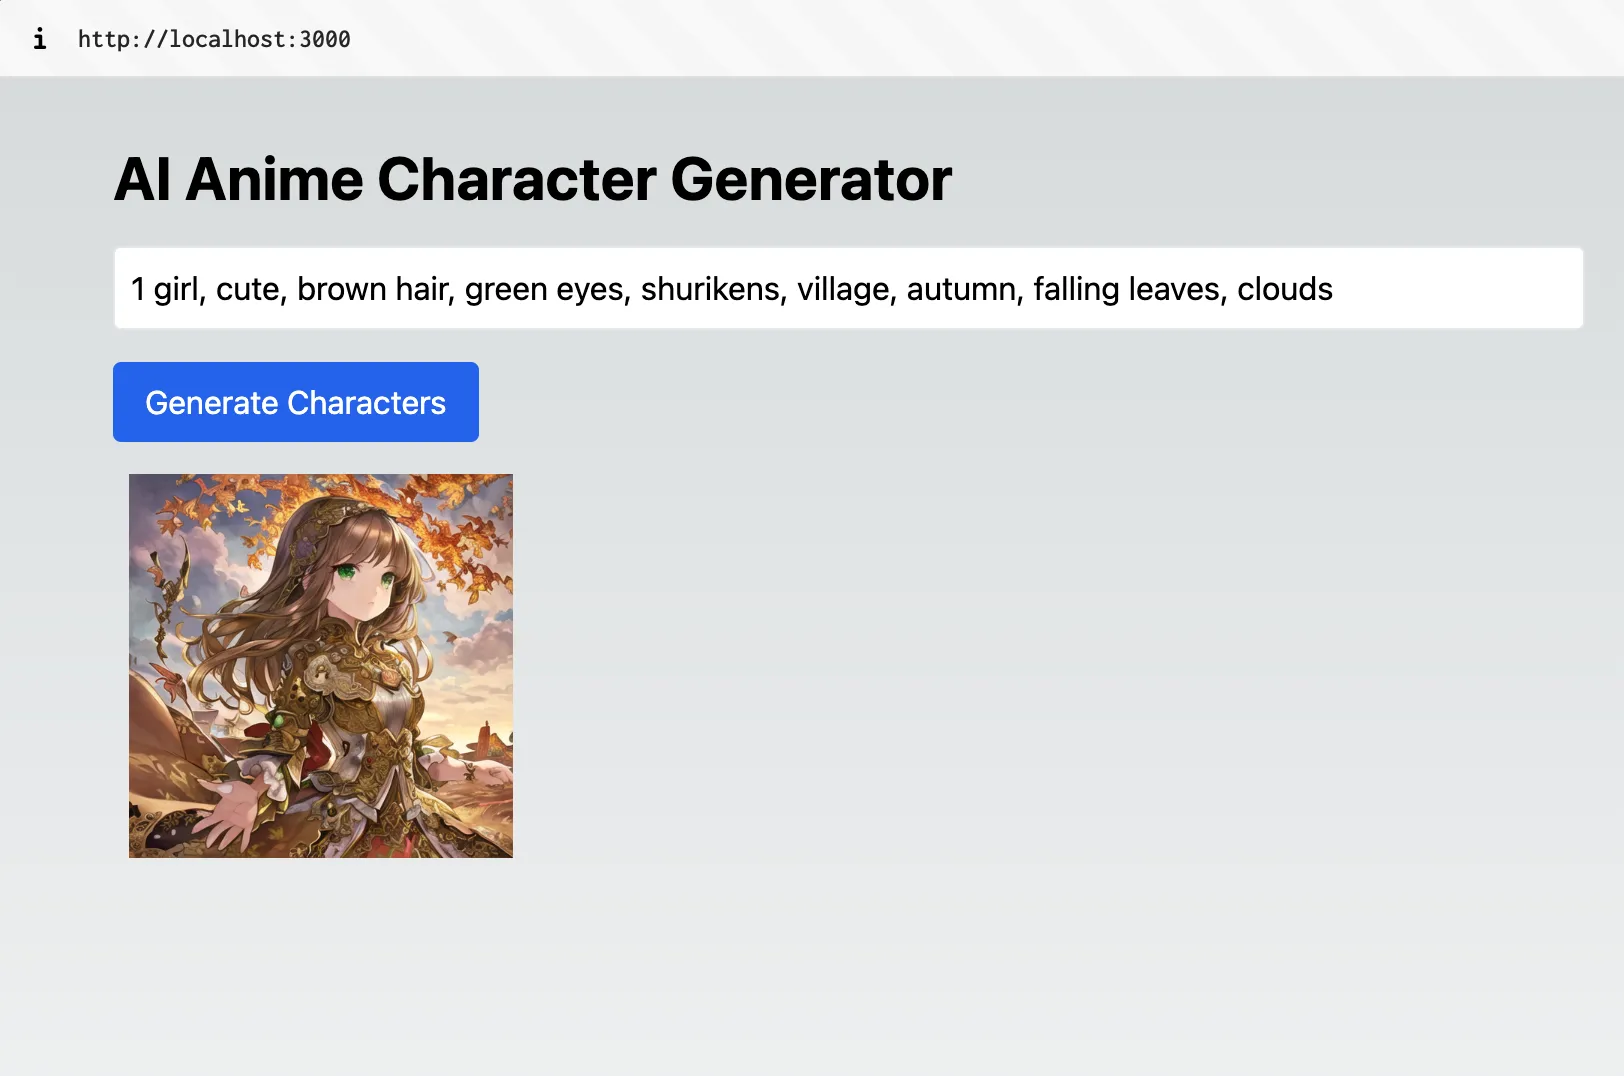 i http://localhost:3000
AI Anime Character Generator
1 girl, cute, brown hair, green eyes, shurikens, village, autumn, falling leaves, clouds
Generate Characters